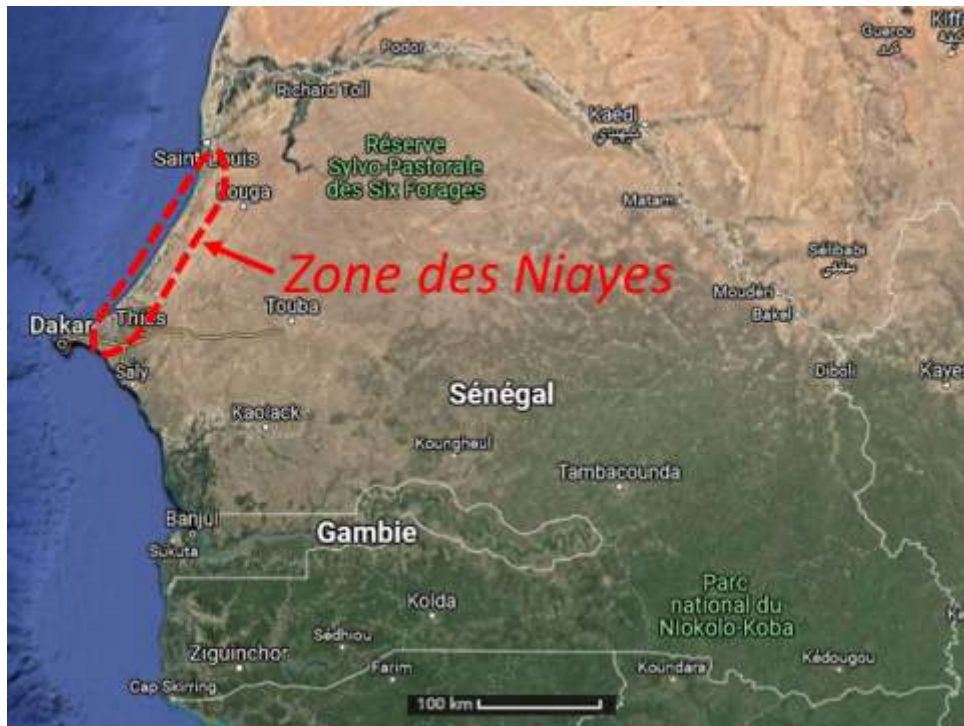 Guerou
Kiff
Podor
Richard Toll
Kaédi
Saint-Louis
Réserve
Sylvo-Pastorale
des Six Forages
Louga
Matam
Zone des Niayes
Sélibabi
Moudéri
Bakel
Touba
Thiès
Dakar
Saly
Diboli
Kayes
Sénégal
Kaolack
Koungheul
Tambacounda
Banjul
Gambie
Sukuta
Parc
national du
Niokolo-Koba
Kolda
Sédhiou
Ziguinchor
Farim
Koundara
Kédougou
Cap Skirring
100 km